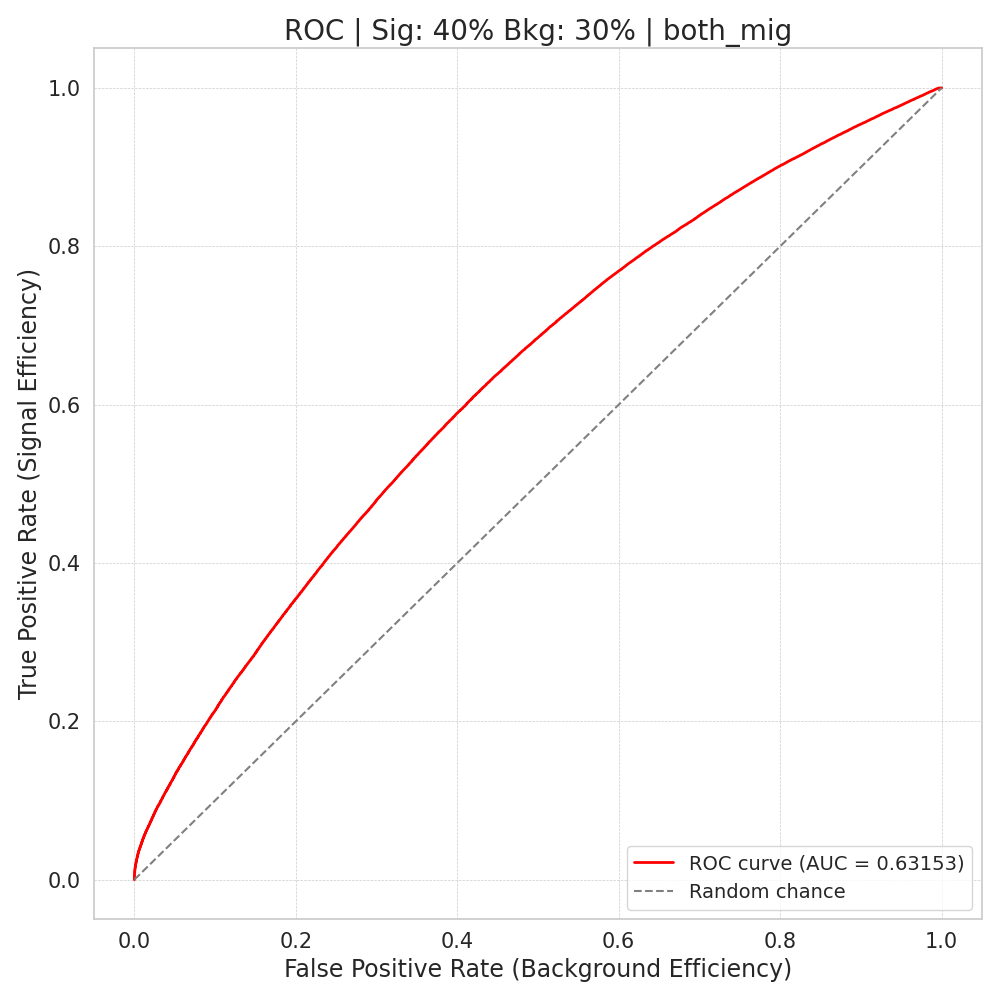 ROC | Sig: 40% Bkg: 30% | both_mig
True Positive Rate (Signal Efficiency)
1.0
0.8
0.6
0.4
0.2
0.0
ROC curve (AUC = 0.63153)
Random chance
0.0 0.2 0.4 0.6 0.8 1.0
False Positive Rate (Background Efficiency)